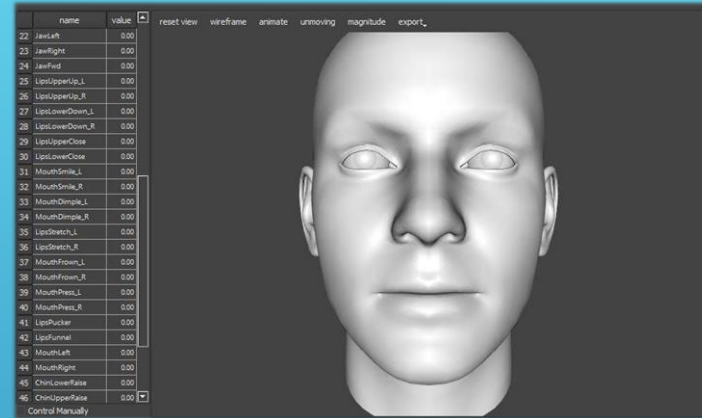 name value reset view wireframe animate unmoving magnitude export
22 JawLeft 0.00
23 JawRight 0.00
24 JawFwd 0.00
25 LipsUpperUp_L 0.00
26 LipsUpperUp_R 0.00
27 LipsLowerDown_L 0.00
28 LipsLowerDown_R 0.00
29 LipsUpperClose 0.00
30 LipsLowerClose 0.00
31 MouthSmile_L 0.00
32 MouthSmile_R 0.00
33 MouthDimple_L 0.00
34 MouthDimple_R 0.00
35 LipsStretch_L 0.00
36 LipsStretch_R 0.00
37 MouthFrown_L 0.00
38 MouthFrown_R 0.00
39 MouthPress_L 0.00
40 MouthPress_R 0.00
41 LipsPucker 0.00
42 LipsFunnel 0.00
43 MouthLeft 0.00
44 MouthRight 0.00
45 ChinLowerRaise 0.00
46 ChinUpperRaise 0.00
Control Manually